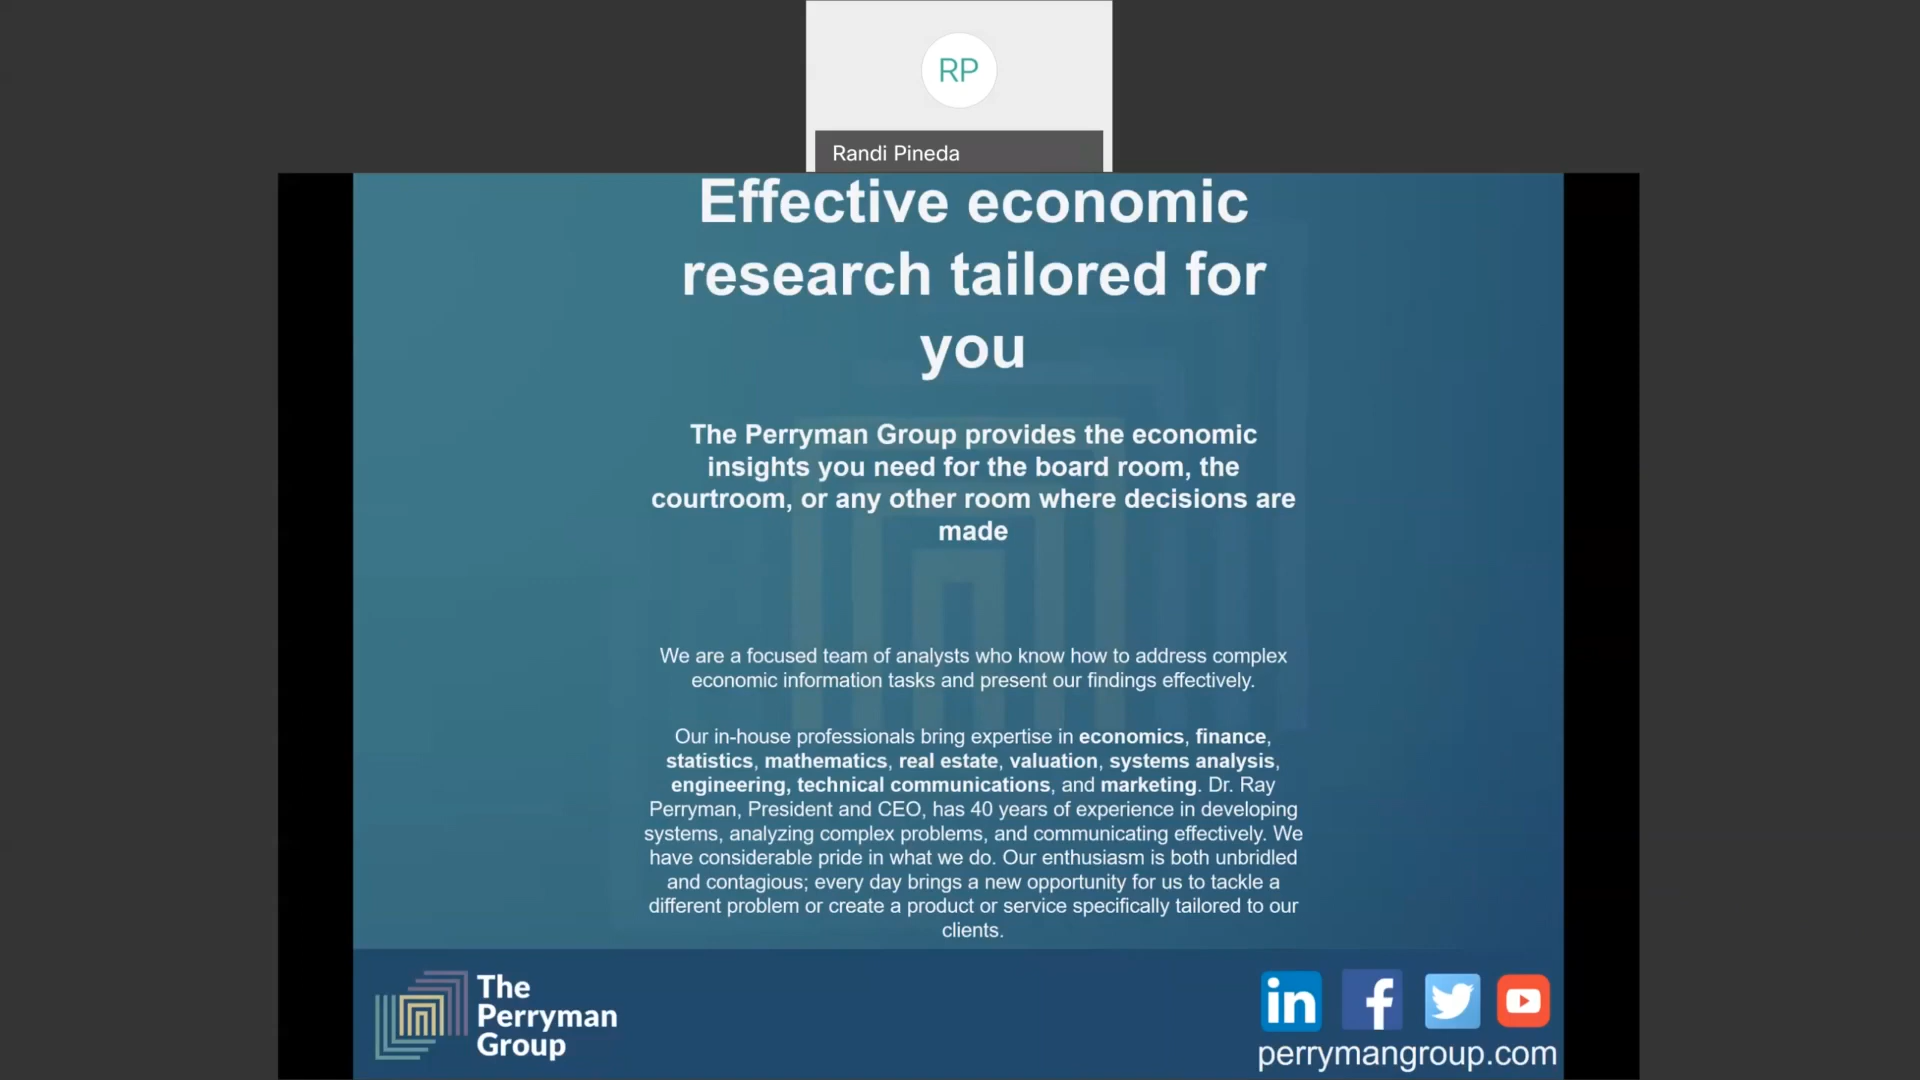 RP
Randi Pineda
Effective economic
research tailored for
you
The Perryman Group provides the economic
insights you need for the board room, the
courtroom, or any other room where decisions are
made
We are a focused team of analysts who know how to address complex
economic information tasks and present our findings effectively.
Our in-house professionals bring expertise in economics, finance,
statistics, mathematics, real estate, valuation, systems analysis,
engineering, technical communications, and marketing. Dr. Ray
Perryman, President and CEO, has 40 years of experience in developing
systems, analyzing complex problems, and communicating effectively. We
have considerable pride in what we do. Our enthusiasm is both unbridled
and contagious; every day brings a new opportunity for us to tackle a
different problem or create a product or service specifically tailored to our
clients.
The
Perryman
Group
in f
perrymangroup.com